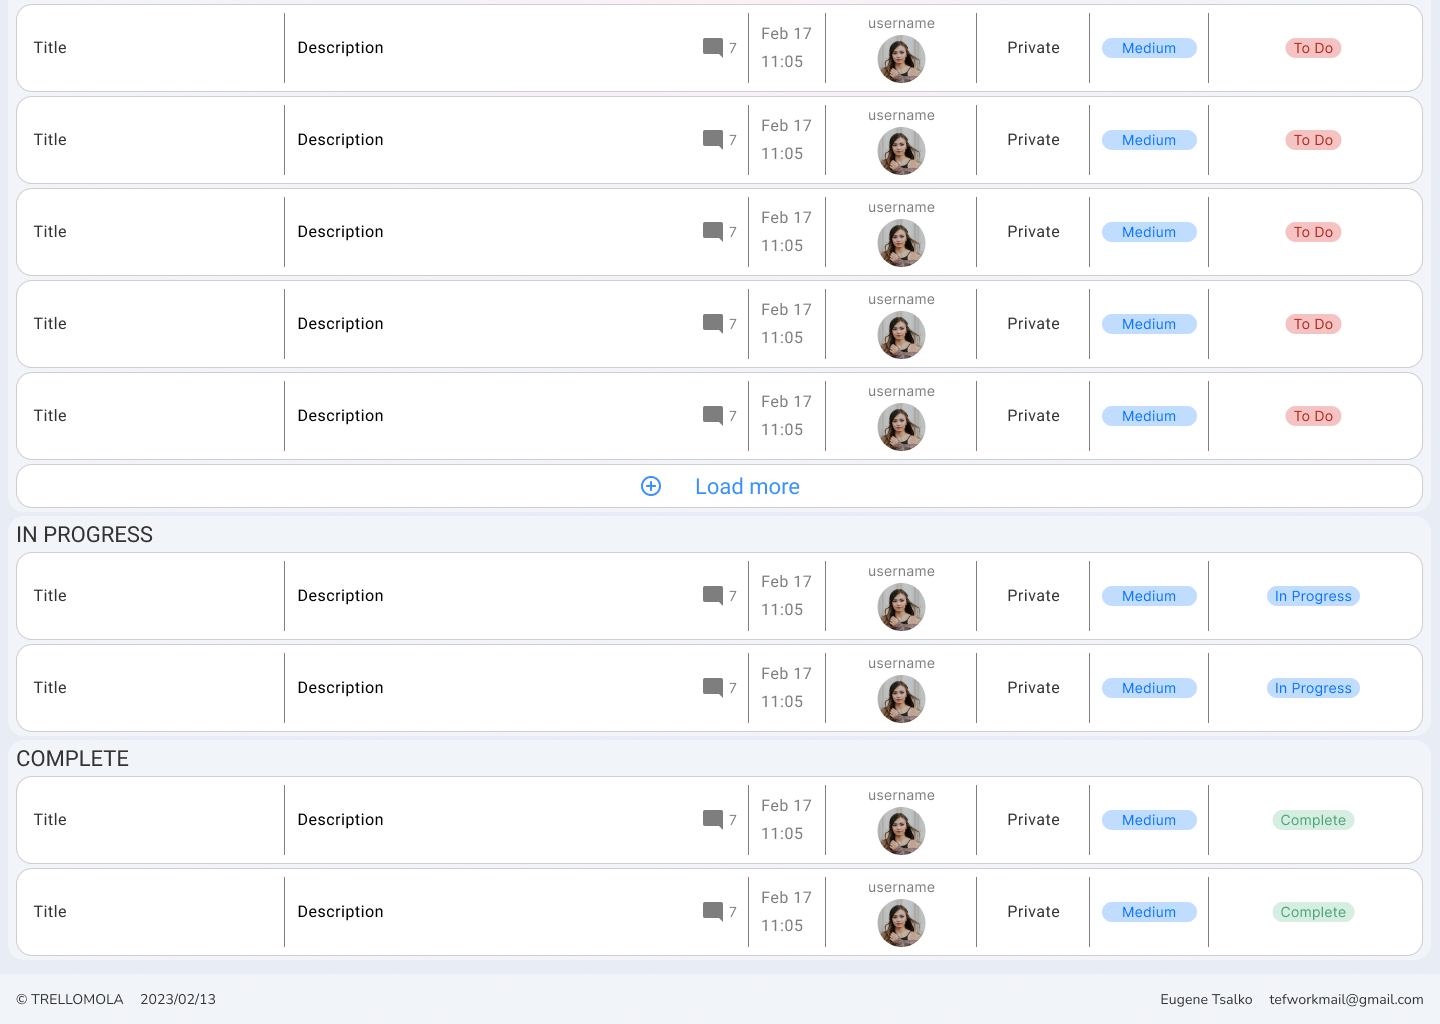 Title Description 7 Feb 17 11:05 username Private Medium To Do
Title Description 7 Feb 17 11:05 username Private Medium To Do
Title Description 7 Feb 17 11:05 username Private Medium To Do
Title Description 7 Feb 17 11:05 username Private Medium To Do
Title Description 7 Feb 17 11:05 username Private Medium To Do
Load more
IN PROGRESS
Title Description 7 Feb 17 11:05 username Private Medium In Progress
Title Description 7 Feb 17 11:05 username Private Medium In Progress
COMPLETE
Title Description 7 Feb 17 11:05 username Private Medium Complete
Title Description 7 Feb 17 11:05 username Private Medium Complete
© TRELLOMOLA 2023/02/13 Eugene Tsalko tefworkmail@gmail.com